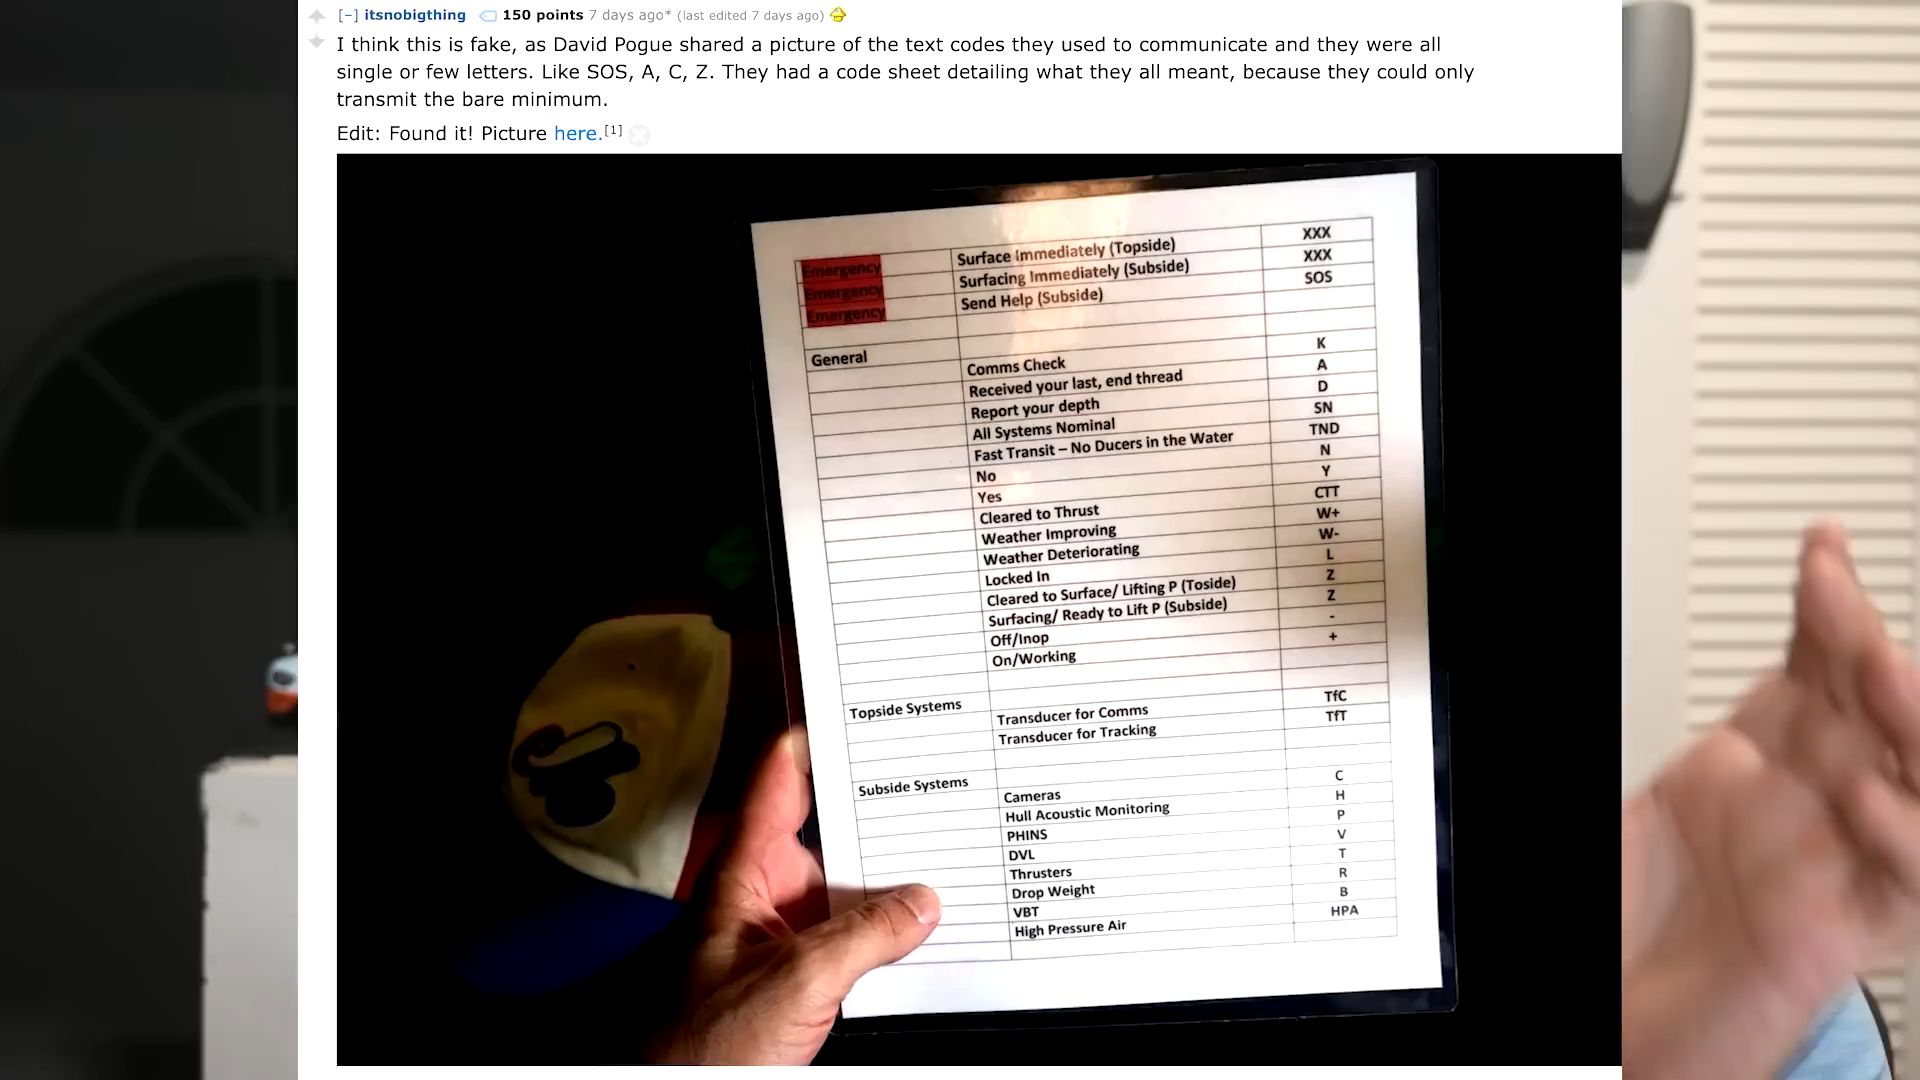 [–] itsnobigthing 150 points 7 days ago* (last edited 7 days ago)
I think this is fake, as David Pogue shared a picture of the text codes they used to communicate and they were all
single or few letters. Like SOS, A, C, Z. They had a code sheet detailing what they all meant, because they could only
transmit the bare minimum.
Edit: Found it! Picture here.[1]
Emergency Surface Immediately (Topside) XXX
Emergency Surfacing Immediately (Subside) XXX
Emergency Send Help (Subside) SOS
General
Comms Check K
Received your last, end thread A
Report your depth D
All Systems Nominal SN
Fast Transit – No Ducers in the Water TND
No N
Yes Y
Cleared to Thrust CTT
Weather Improving W+
Weather Deteriorating W-
Locked In L
Cleared to Surface/ Lifting P (Toside) Z
Surfacing/ Ready to Lift P (Subside) Z
Off/Inop -
On/Working +
Topside Systems
Transducer for Comms TfC
Transducer for Tracking TfT
Subside Systems
Cameras C
Hull Acoustic Monitoring H
PHINS P
DVL V
Thrusters T
Drop Weight R
VBT B
High Pressure Air HPA